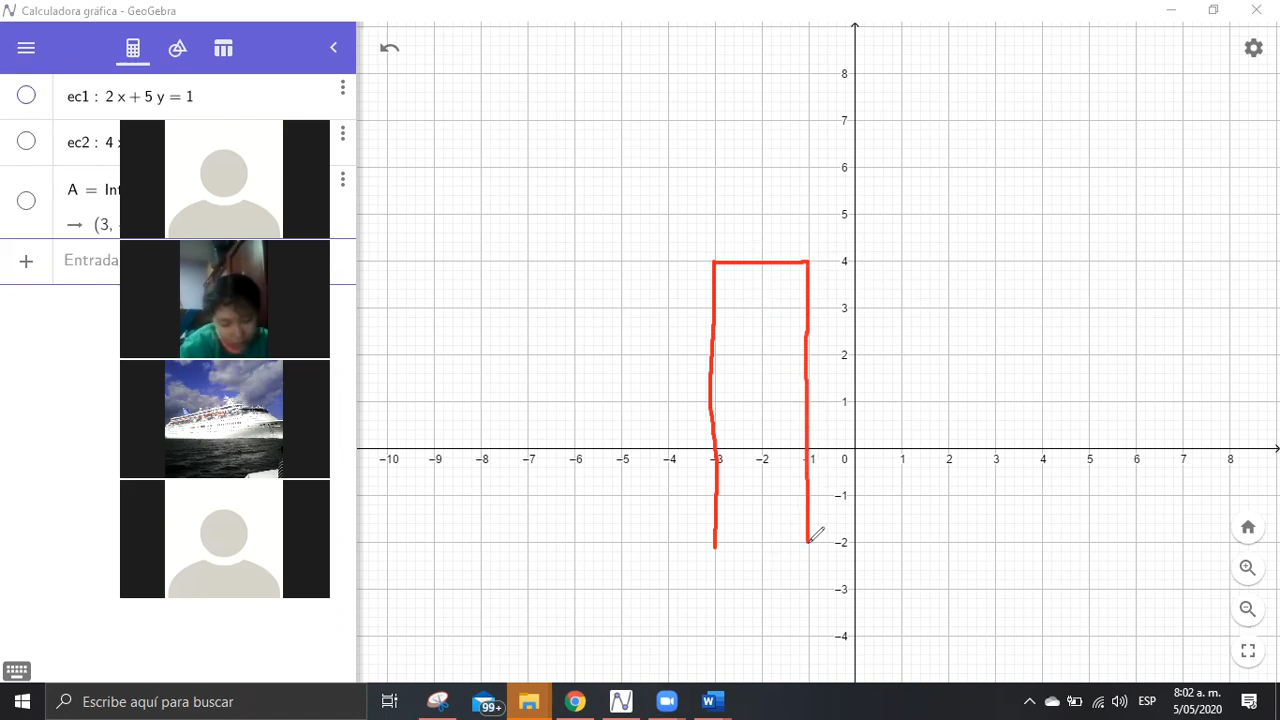 Calculadora gráfica - GeoGebra
ec1 : 2 x + 5 y = 1
ec2 : 4
A = Int
→ (3,
Entrada
8
7
6
5
4
3
2
1
−10 −9 −8 −7 −6 −5 −4 −3 −2 −1 0 1 2 3 4 5 6 7 8
−1
−2
−3
−4
Escribe aquí para buscar
99+
ESP
8:02 a. m.
5/05/2020